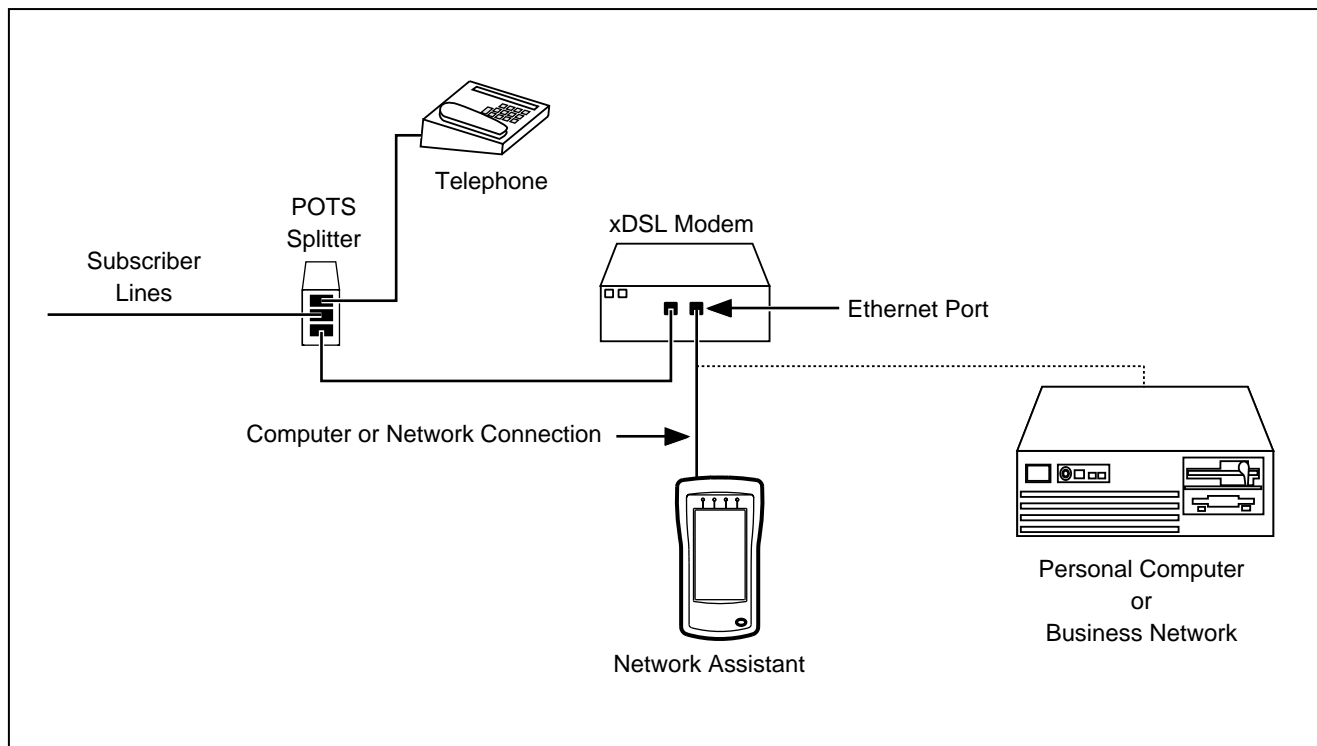 Telephone
POTS
Splitter
xDSL Modem
Subscriber
Lines
Ethernet Port
Computer or Network Connection
Personal Computer
or
Business Network
Network Assistant